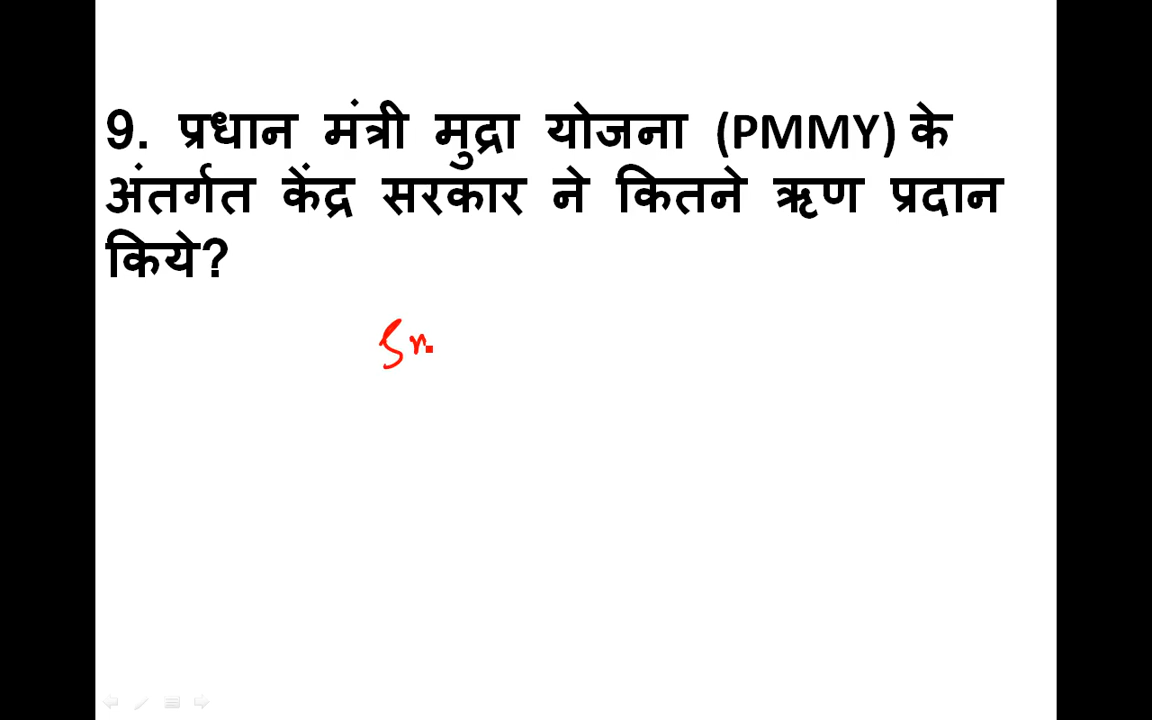 9. प्रधान मंत्री मुद्रा योजना (PMMY) के
अंतर्गत केंद्र सरकार ने कितने ऋण प्रदान
किये?